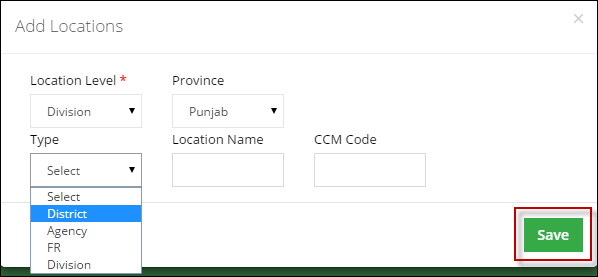 Add Locations ×
Location Level * Province
Division Punjab
Type Location Name CCM Code
Select
Select
District
Agency
FR
Division
Save